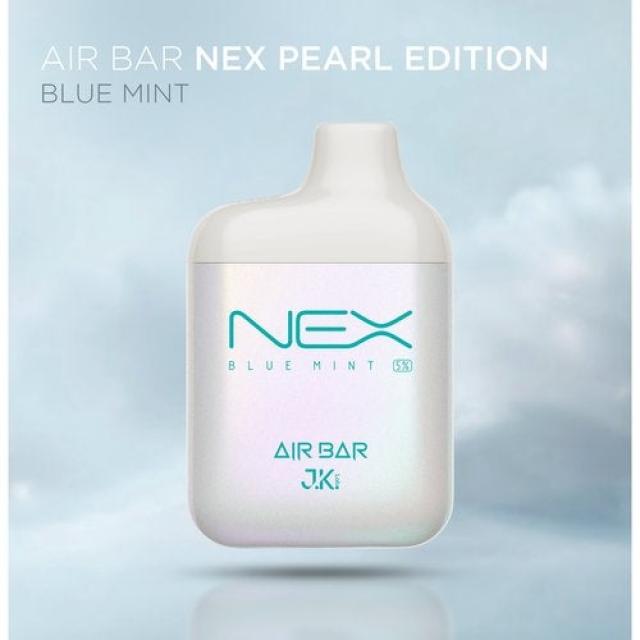 AIR BAR NEX PEARL EDITION
BLUE MINT
NEX
BLUE MINT 5%
AIR BAR
J.K.